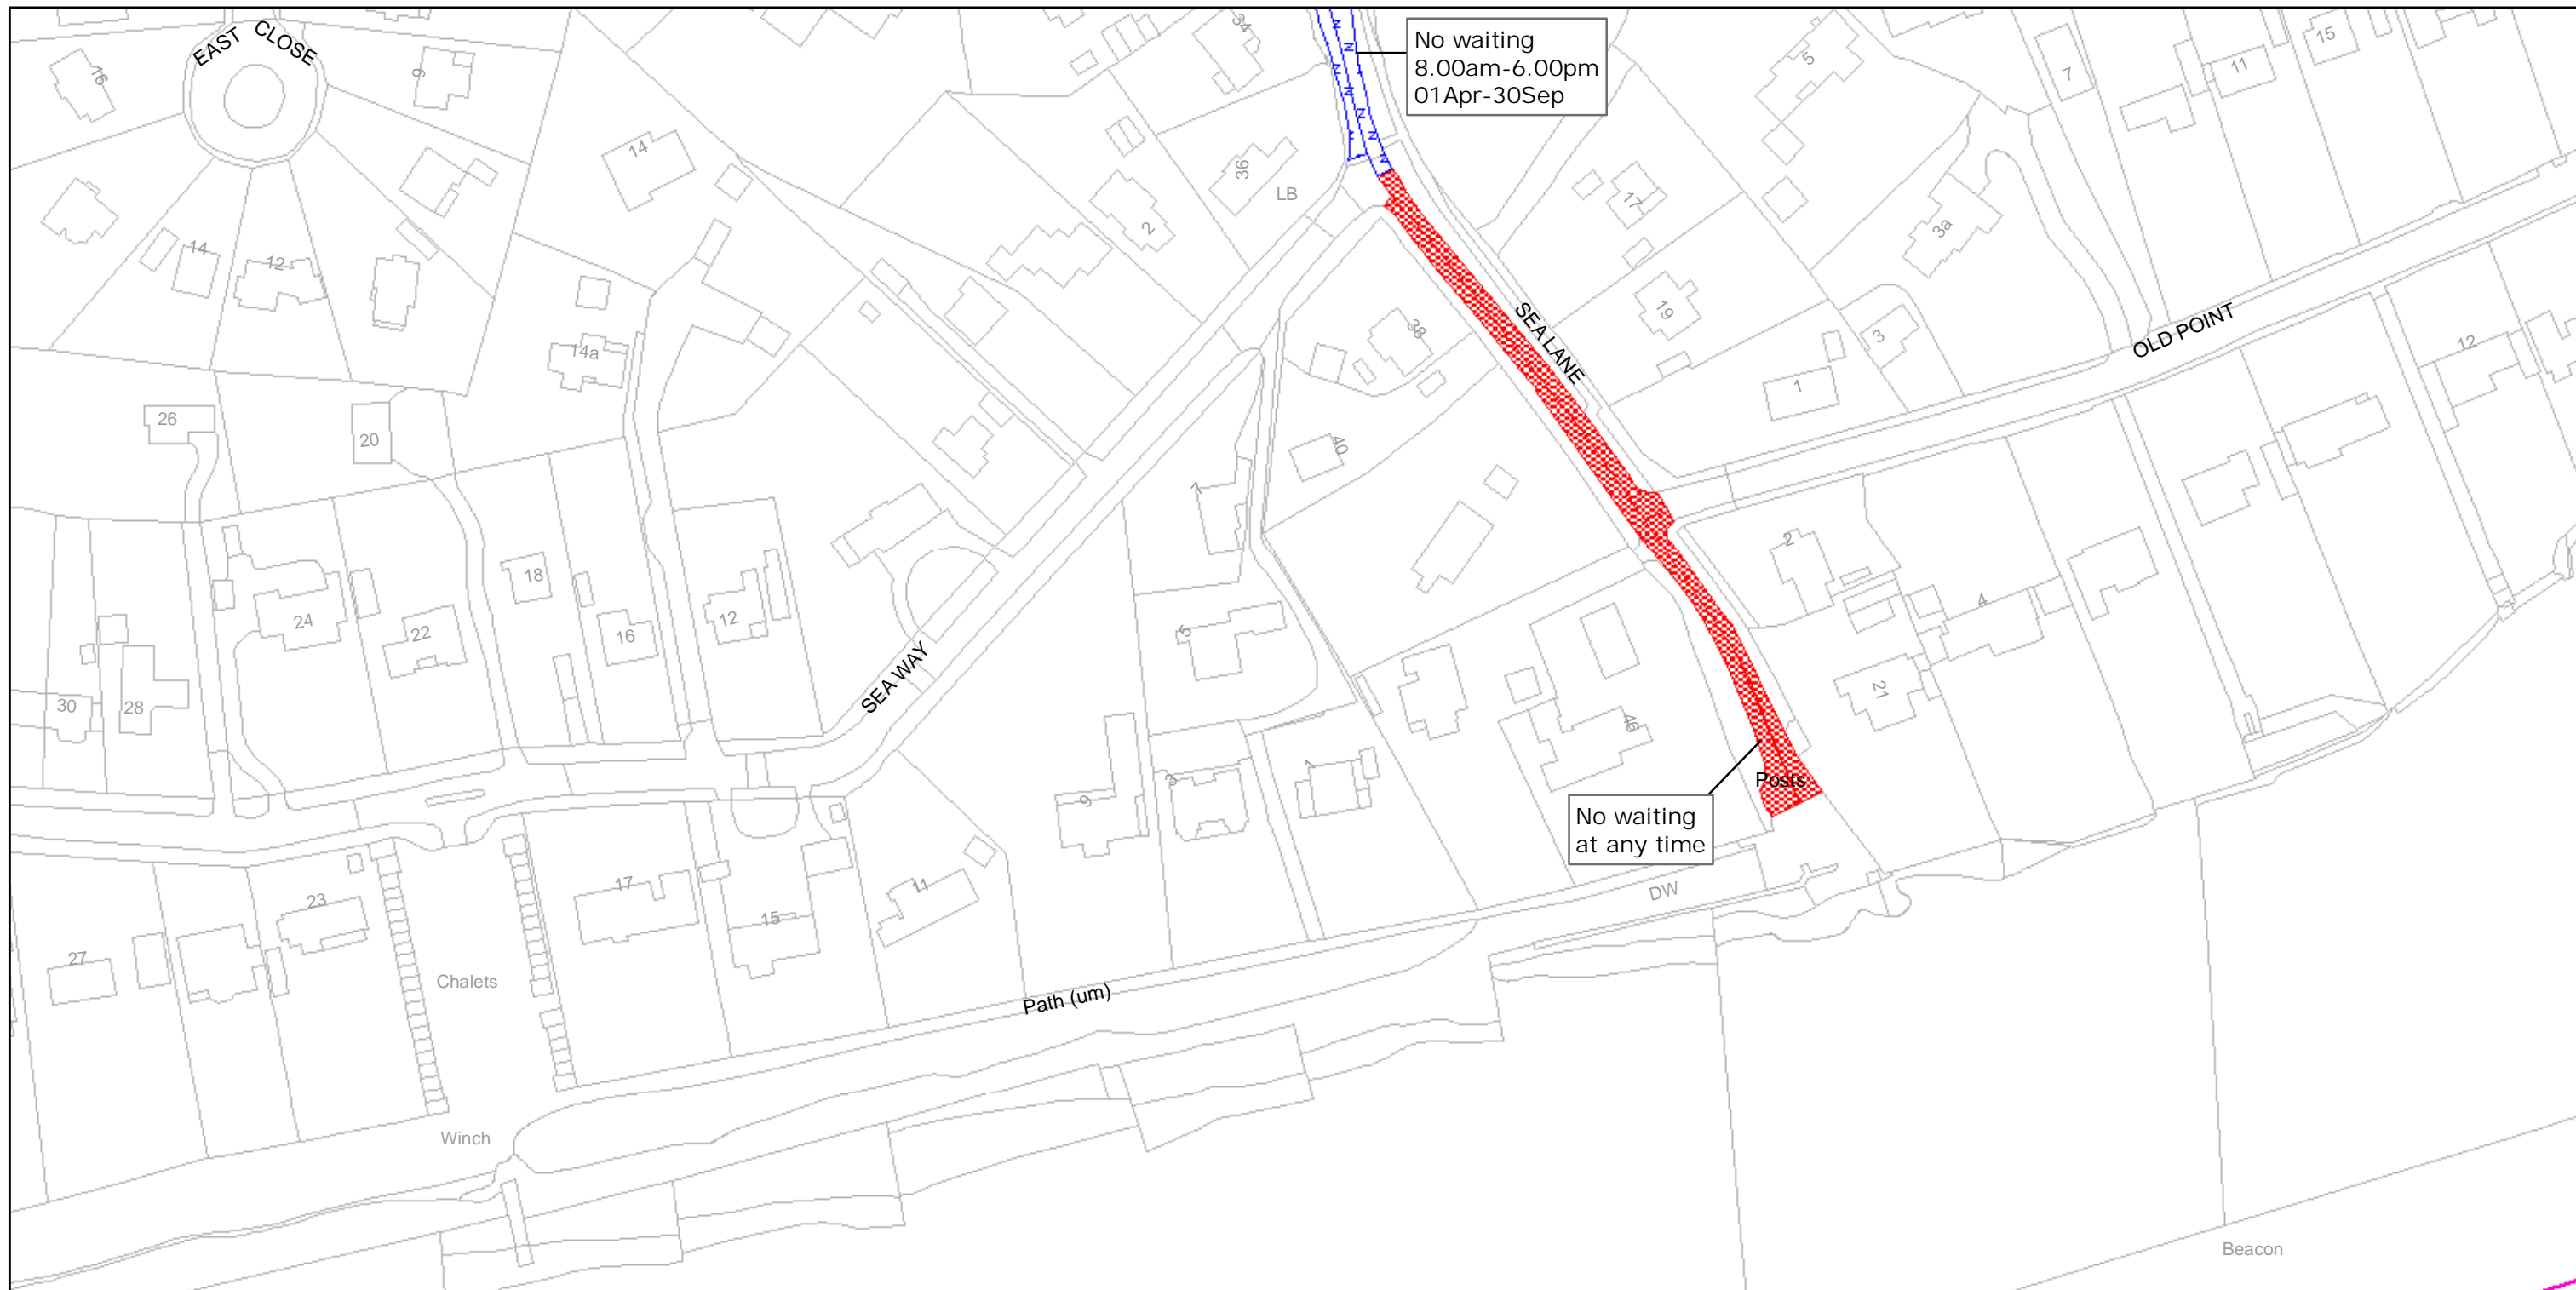 EAST CLOSE
No waiting
8.00am-6.00pm
01Apr-30Sep
16
9
34
5
7
11
15
14
36
LB
2
17
3a
14
12
SEA LANE
19
38
3
OLD POINT
14a
1
12
26
20
40
7
2
18
24
22
16
12
5
4
SEA WAY
30
28
46
21
9
3
1
Posts
No waiting
at any time
23
17
15
11
DW
27
Chalets
Path (um)
Winch
Beacon